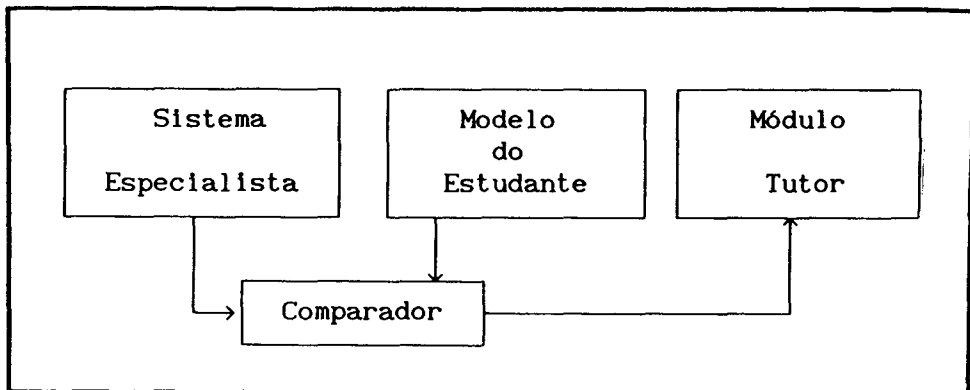 Sistema
Especialista
Modelo
do
Estudante
Módulo
Tutor
Comparador